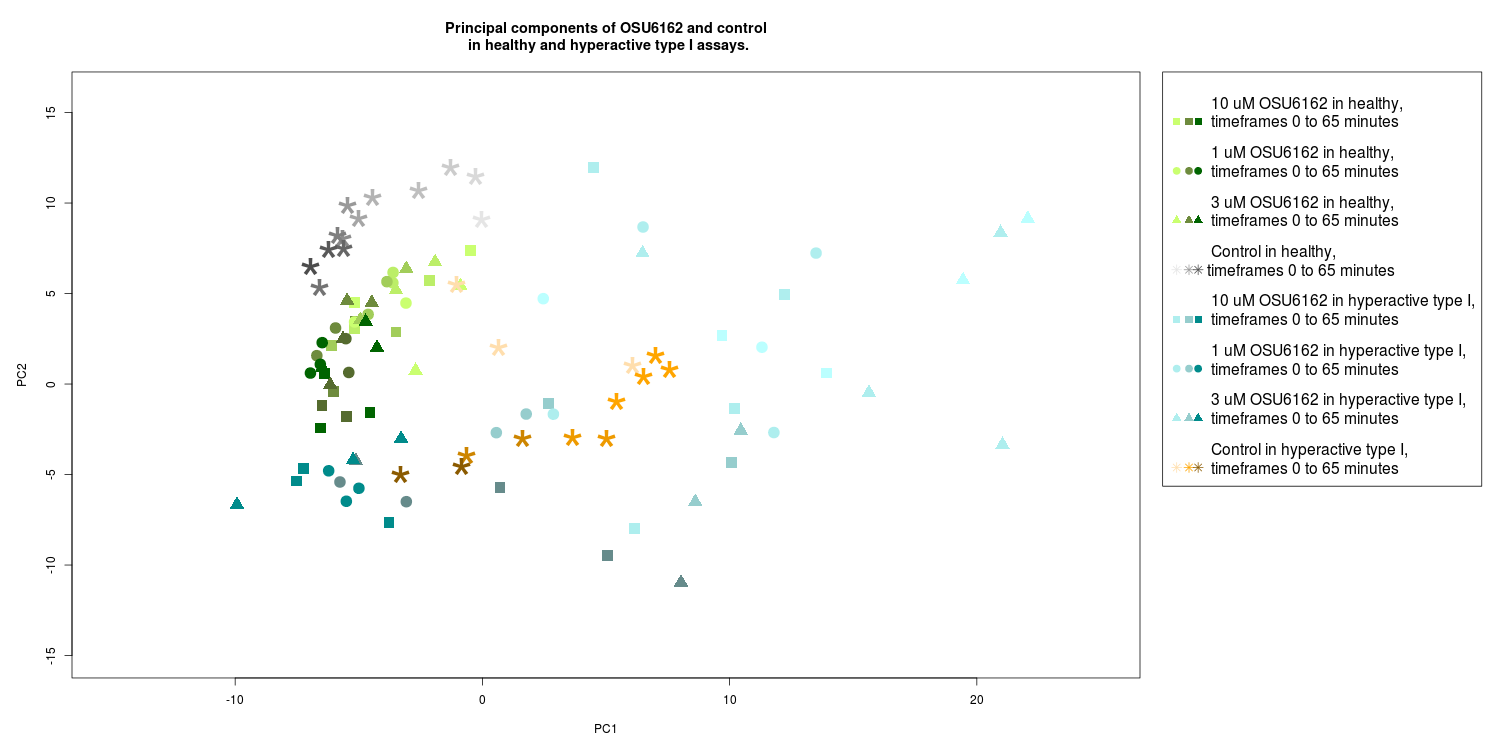 Principal components of OSU6162 and control
in healthy and hyperactive type I assays.
15
10
5
0
-5
-10
-15
PC2
-10
0
10
20
PC1
10 uM OSU6162 in healthy,
timeframes 0 to 65 minutes
1 uM OSU6162 in healthy,
timeframes 0 to 65 minutes
3 uM OSU6162 in healthy,
timeframes 0 to 65 minutes
Control in healthy,
timeframes 0 to 65 minutes
10 uM OSU6162 in hyperactive type I,
timeframes 0 to 65 minutes
1 uM OSU6162 in hyperactive type I,
timeframes 0 to 65 minutes
3 uM OSU6162 in hyperactive type I,
timeframes 0 to 65 minutes
Control in hyperactive type I,
timeframes 0 to 65 minutes